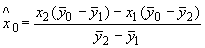 x̂₀ = x₂(ȳ₀ − ȳ₁) − x₁(ȳ₀ − ȳ₂) / ȳ₂ − ȳ₁